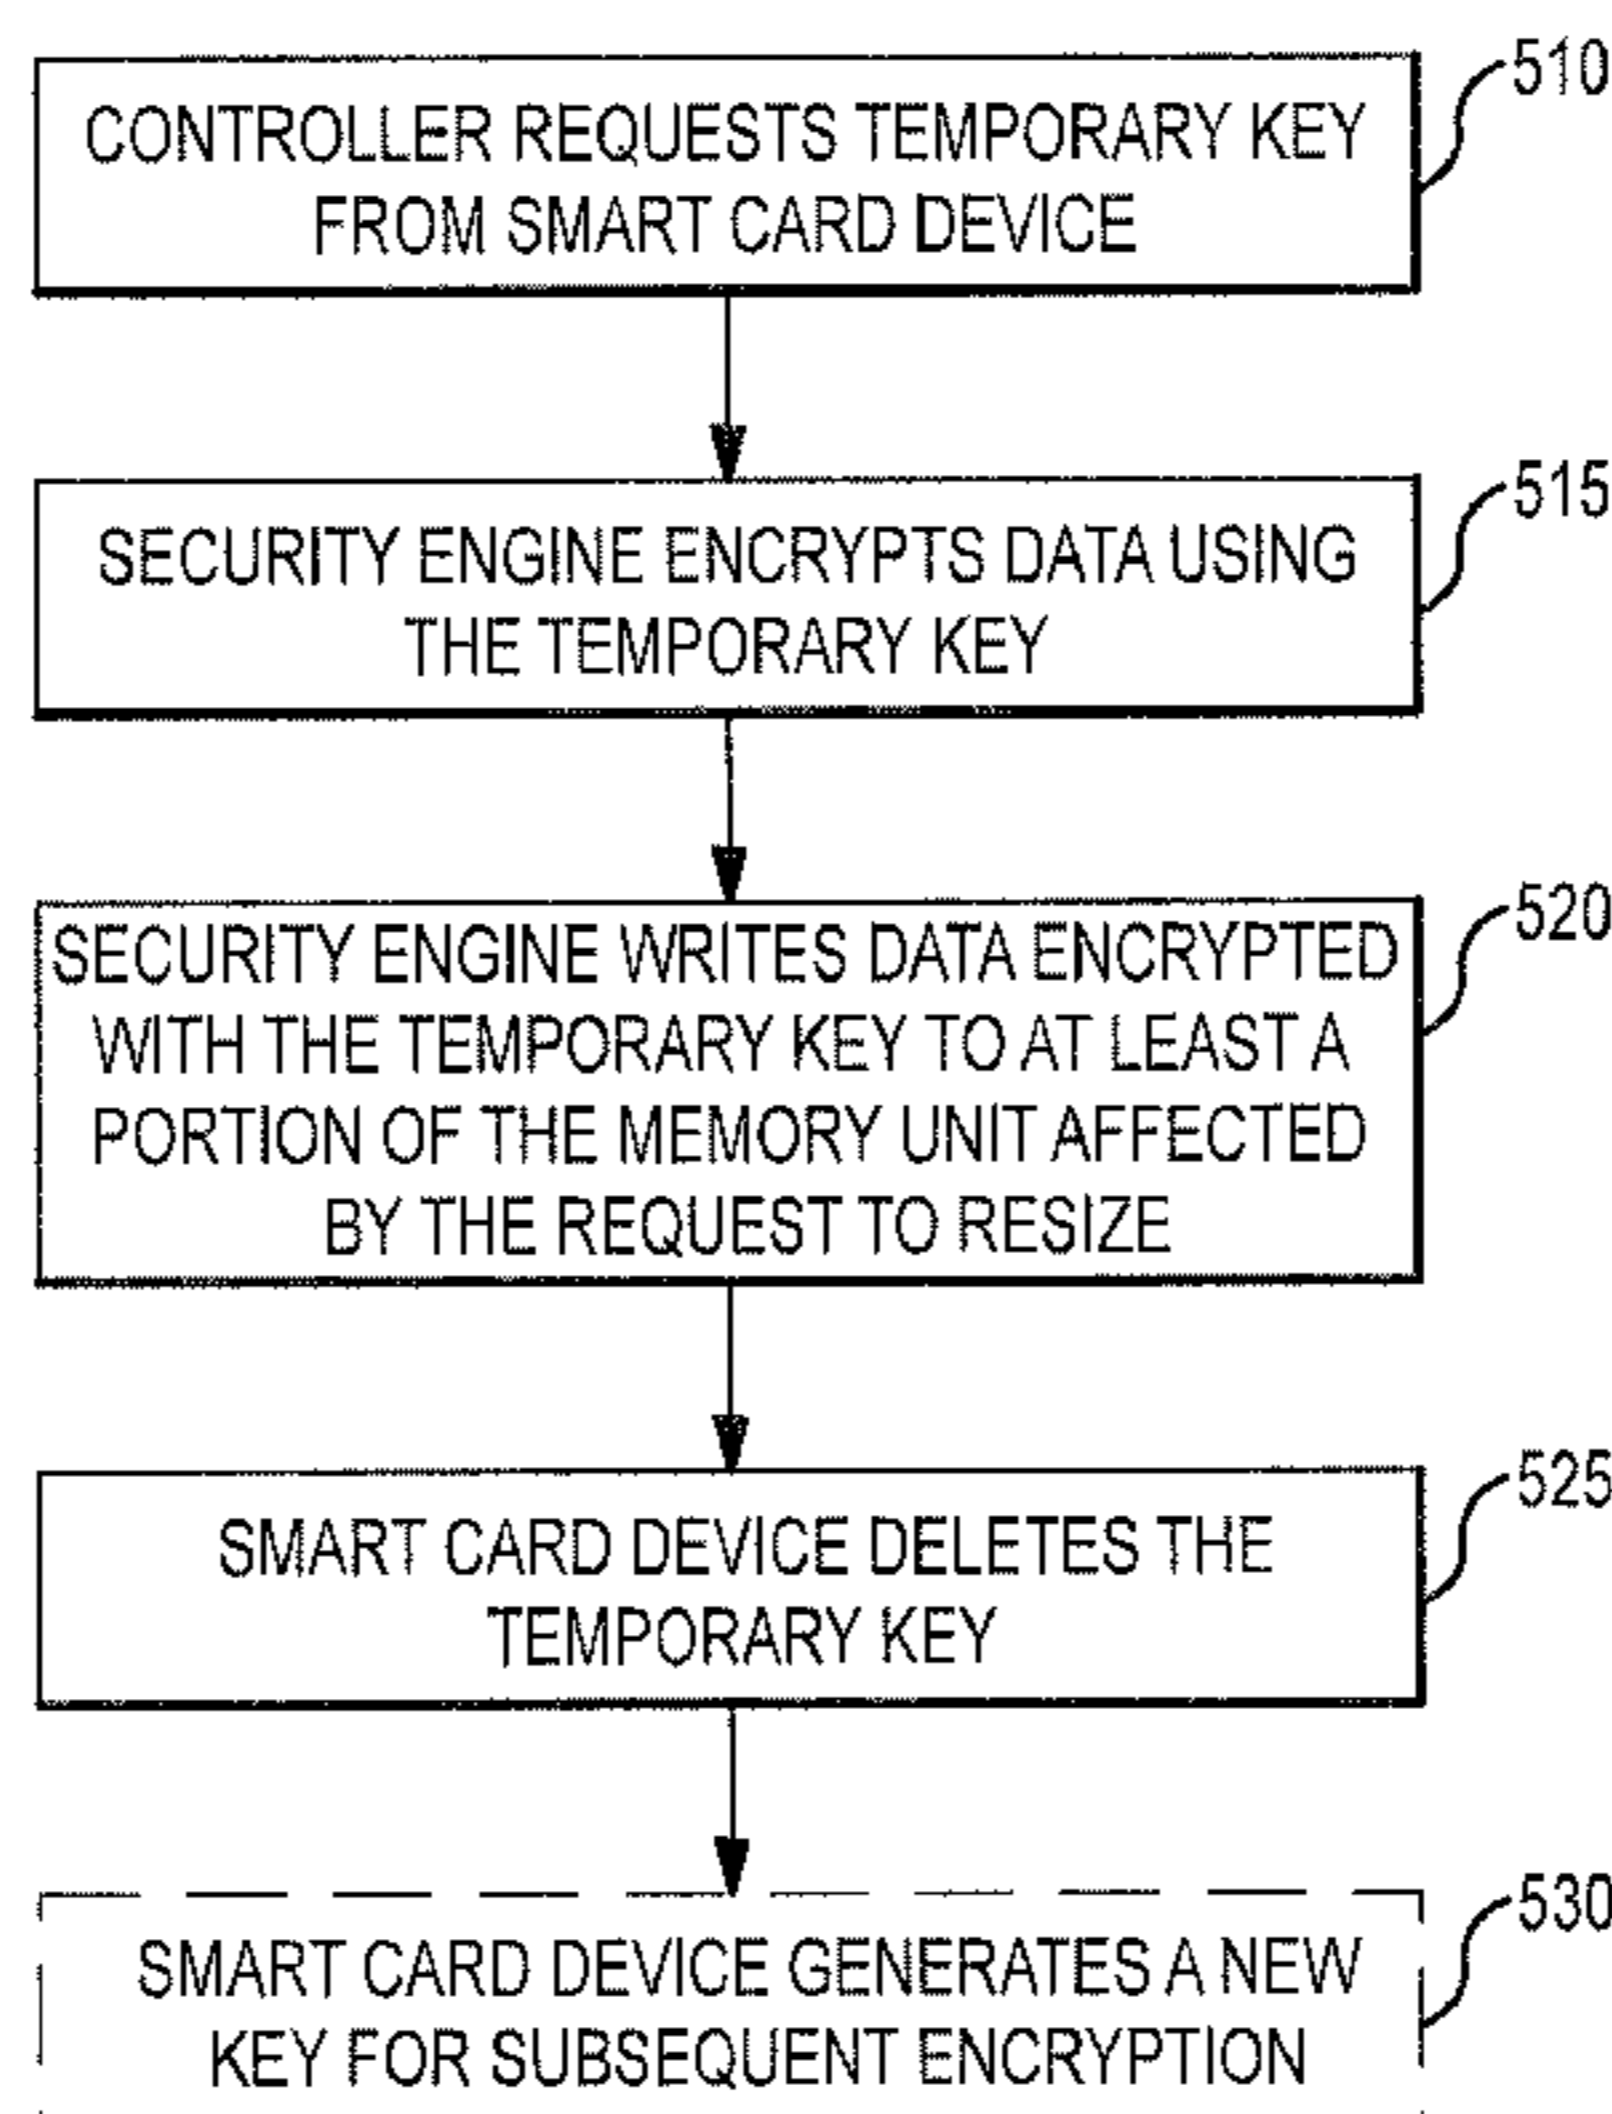 510
CONTROLLER REQUESTS TEMPORARY KEY
FROM SMART CARD DEVICE
515
SECURITY ENGINE ENCRYPTS DATA USING
THE TEMPORARY KEY
520
SECURITY ENGINE WRITES DATA ENCRYPTED
WITH THE TEMPORARY KEY TO AT LEAST A
PORTION OF THE MEMORY UNIT AFFECTED
BY THE REQUEST TO RESIZE
525
SMART CARD DEVICE DELETES THE
TEMPORARY KEY
530
SMART CARD DEVICE GENERATES A NEW
KEY FOR SUBSEQUENT ENCRYPTION